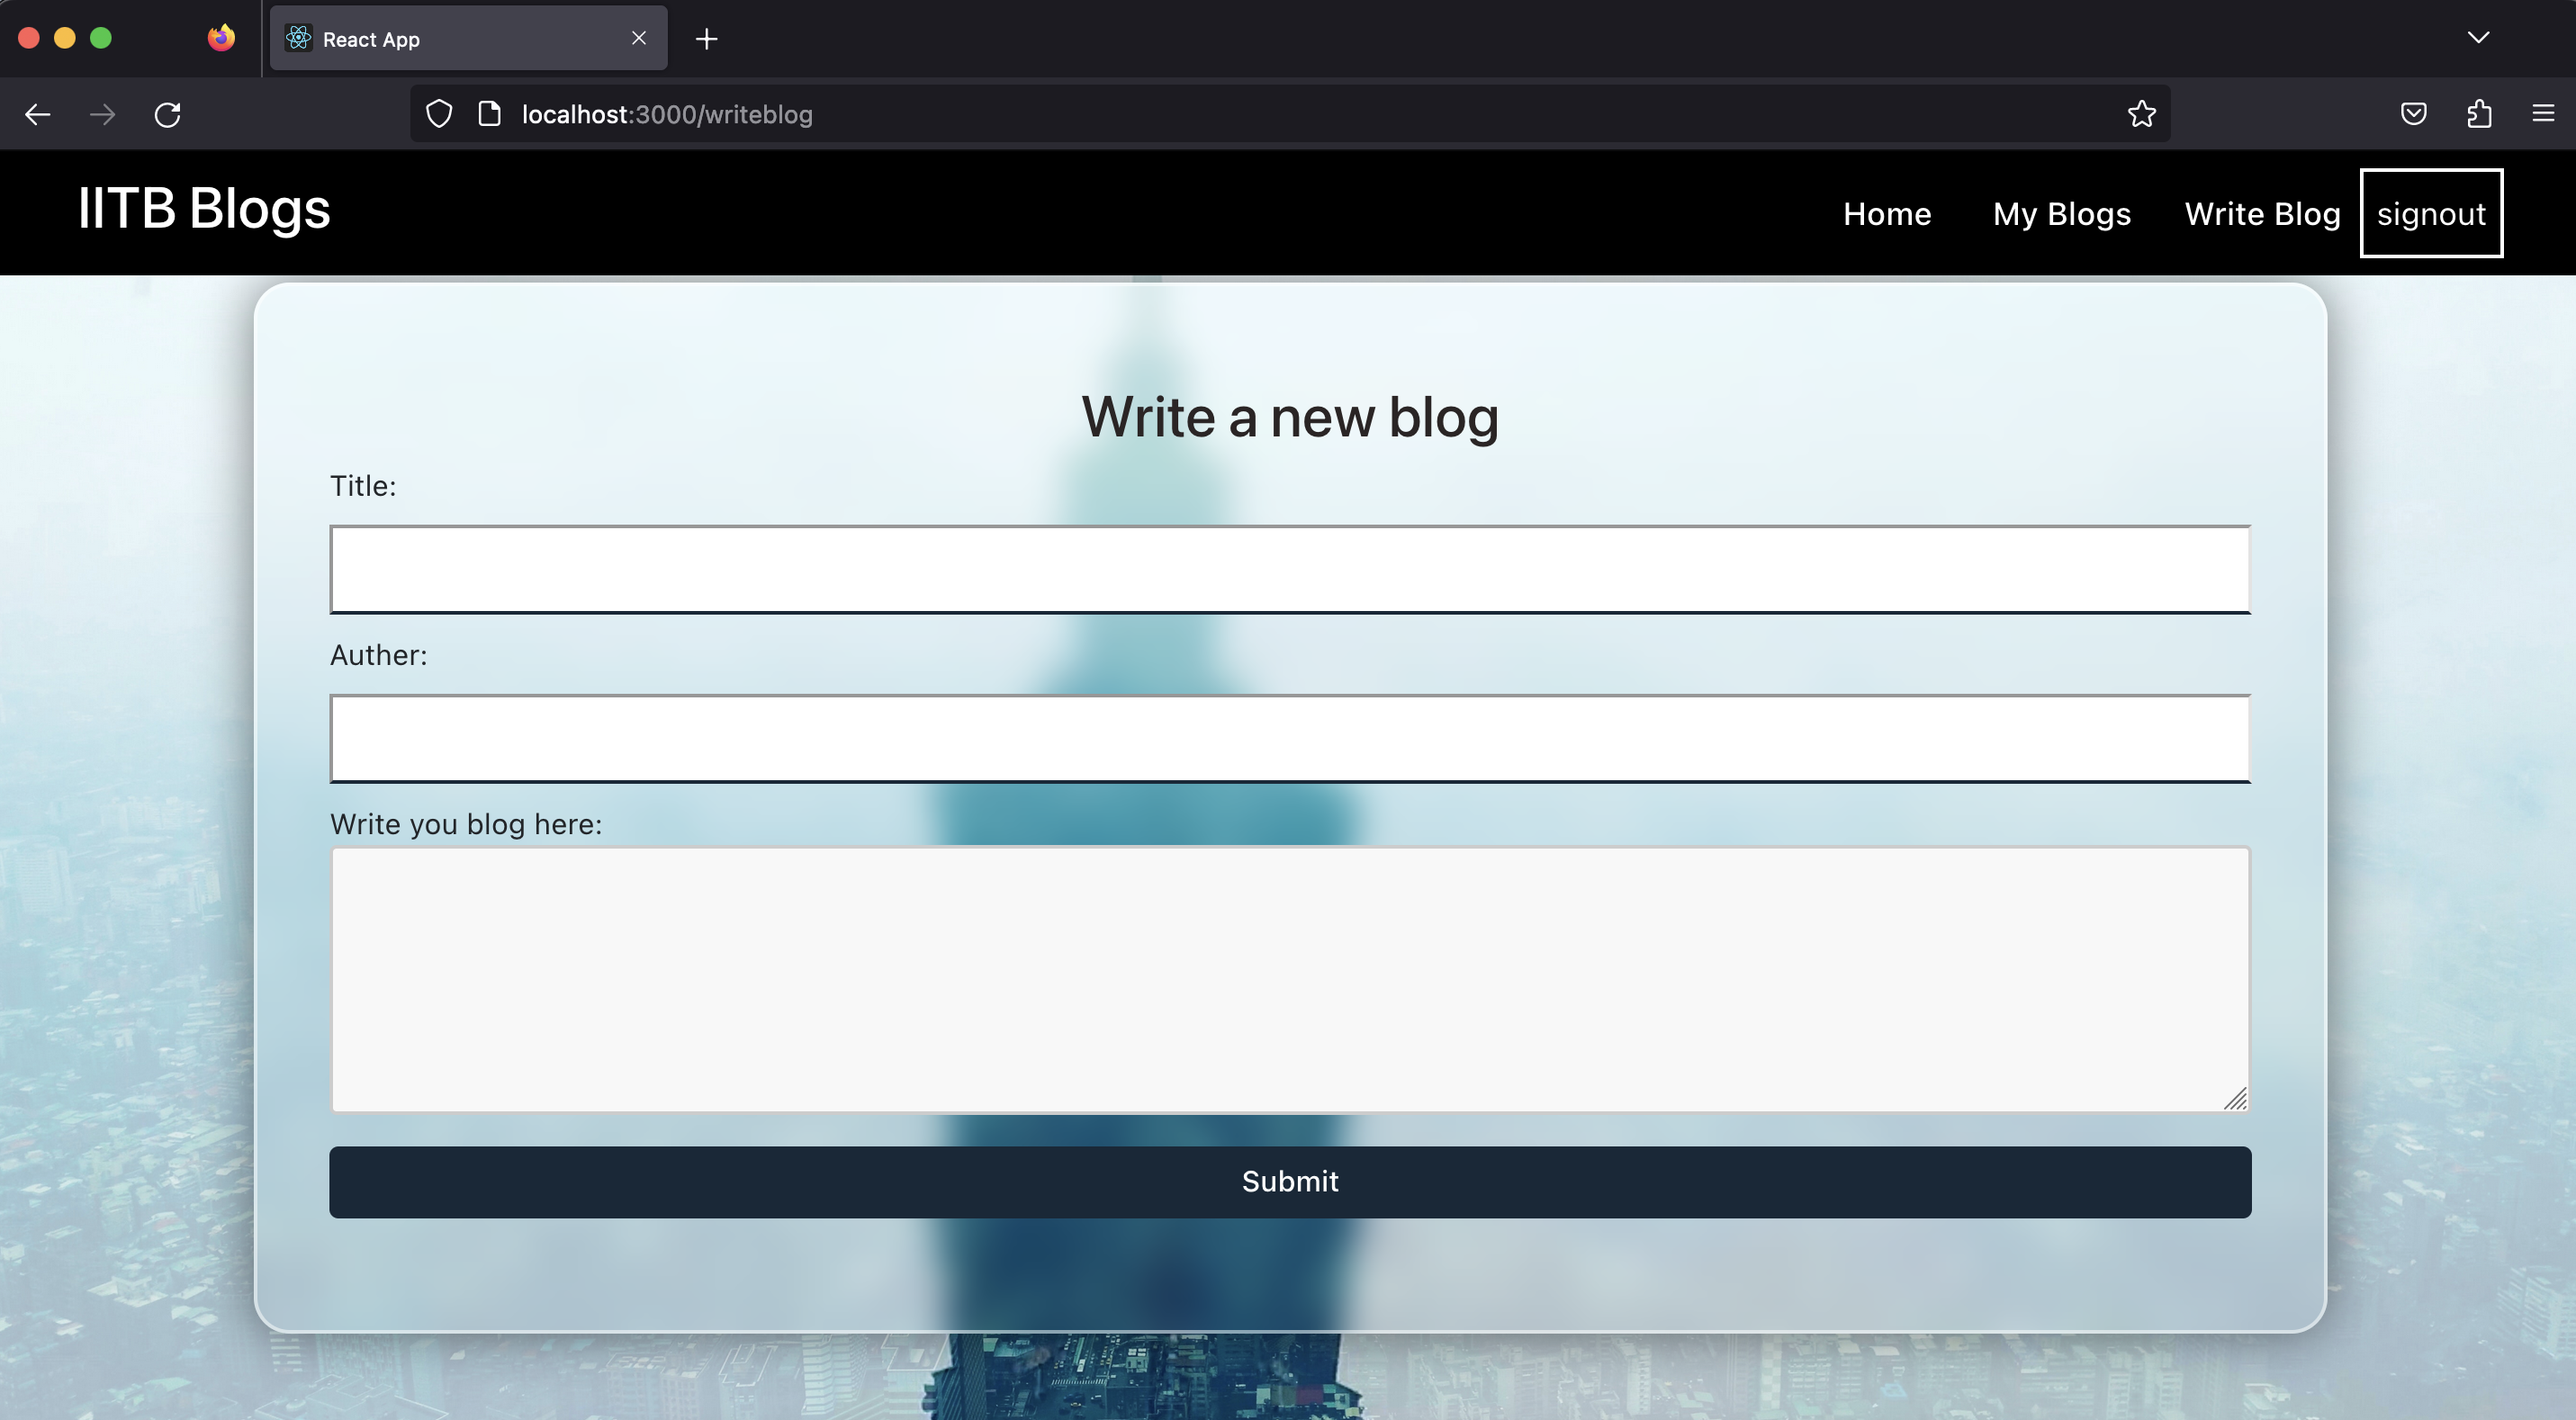 React App
localhost:3000/writeblog
IITB Blogs
Home My Blogs Write Blog signout
Write a new blog
Title:
Auther:
Write you blog here:
Submit